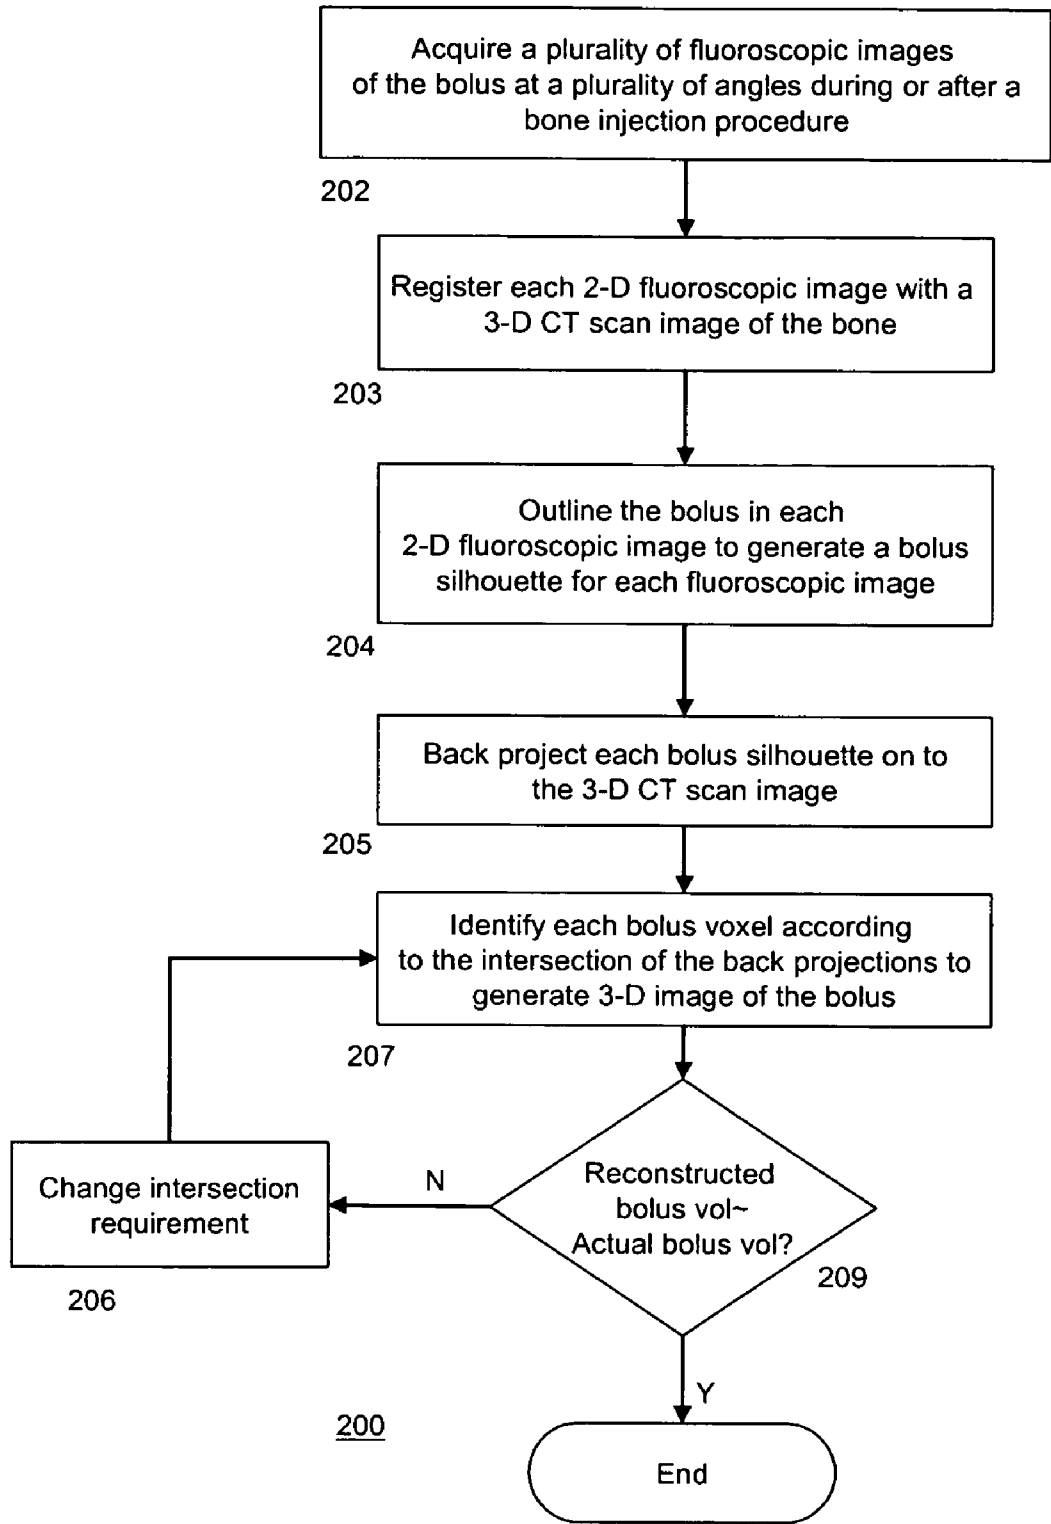 Acquire a plurality of fluoroscopic images
of the bolus at a plurality of angles during or after a
bone injection procedure
202
Register each 2-D fluoroscopic image with a
3-D CT scan image of the bone
203
Outline the bolus in each
2-D fluoroscopic image to generate a bolus
silhouette for each fluoroscopic image
204
Back project each bolus silhouette on to
the 3-D CT scan image
205
Identify each bolus voxel according
to the intersection of the back projections to
generate 3-D image of the bolus
207
Change intersection
requirement
206
N
Reconstructed
bolus vol~
Actual bolus vol?
209
Y
200
End